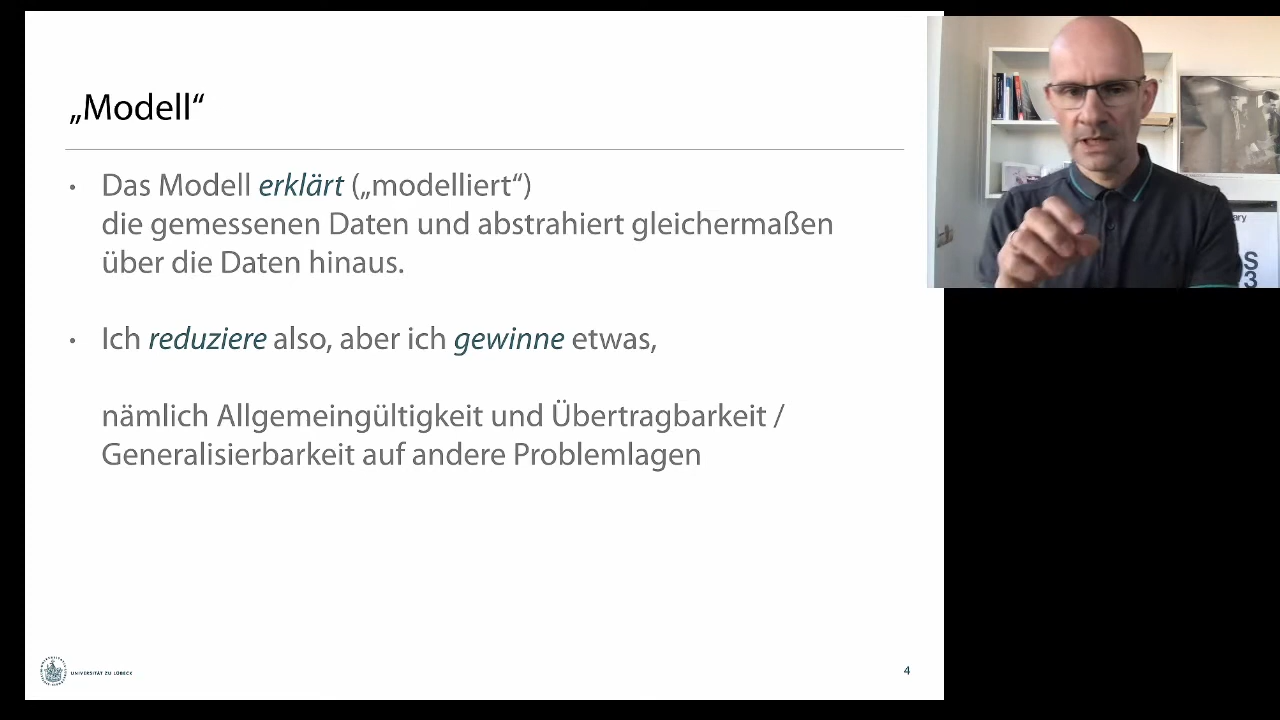 „Modell“
• Das Modell erklärt („modelliert“)
die gemessenen Daten und abstrahiert gleichermaßen
über die Daten hinaus.
• Ich reduziere also, aber ich gewinne etwas,
nämlich Allgemeingültigkeit und Übertragbarkeit /
Generalisierbarkeit auf andere Problemlagen
UNIVERSITÄT ZU LÜBECK
4
S
3